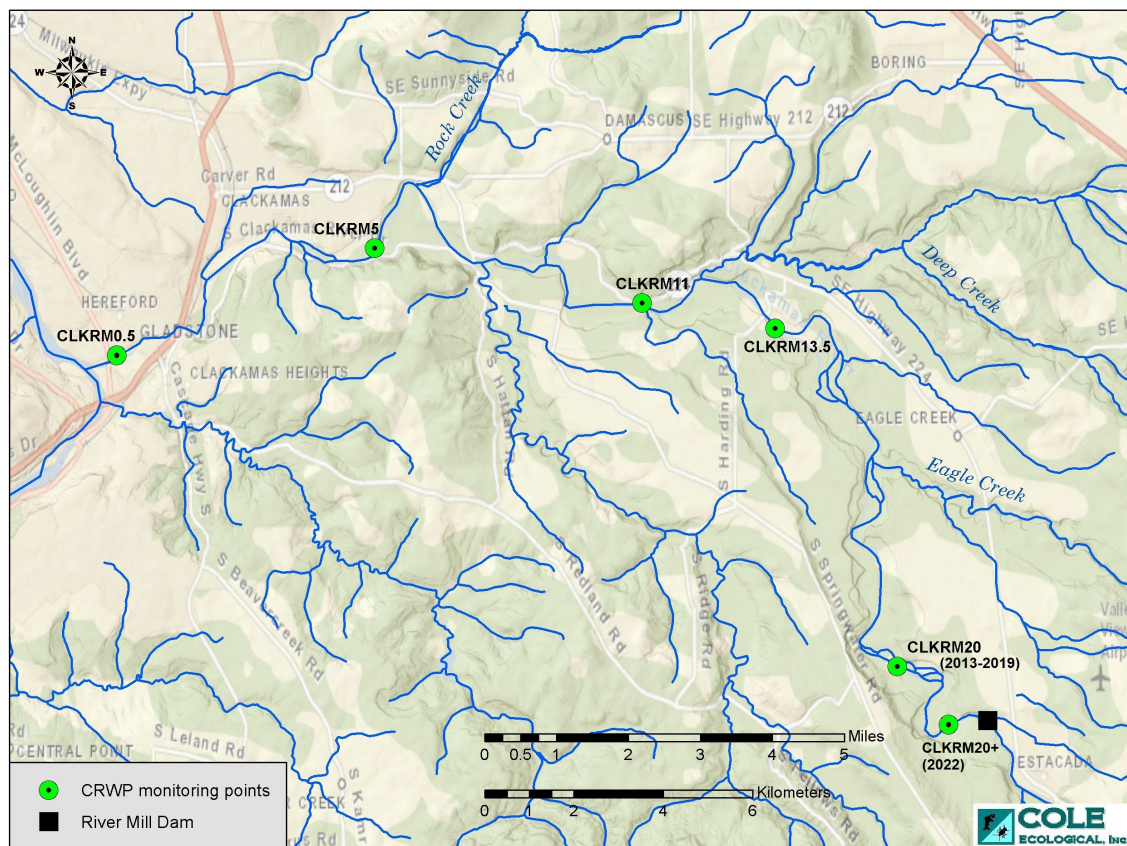 24
Milwaukie Expy
N
W
E
S
SE Sunnyside Rd
Rock Creek
BORING
DAMASCUS
SE Highway 212
212
Carver Rd
212
CLACKAMAS
McLoughlin Blvd
CLKRM5
S Clackamas River Dr
CLKRM11
Deep Creek
HEREFORD
GLADSTONE
CLKRM0.5
CLKRM13.5
SE Highway 224
CLACKAMAS HEIGHTS
S Harding Rd
EAGLE CREEK
Eagle Creek
Cascade Hwy S
S Redland Rd
S Ridge Rd
S Springwater Rd
S Beavercreek Rd
CLKRM20
(2013-2019)
S Leland Rd
CENTRAL POINT
CLKRM20+
(2022)
ESTACADA
0 0.5 1 2 3 4 5 Miles
0 1 2 4 6 Kilometers
S Fellows Rd
CRWP monitoring points
River Mill Dam
COLE
ECOLOGICAL, Inc